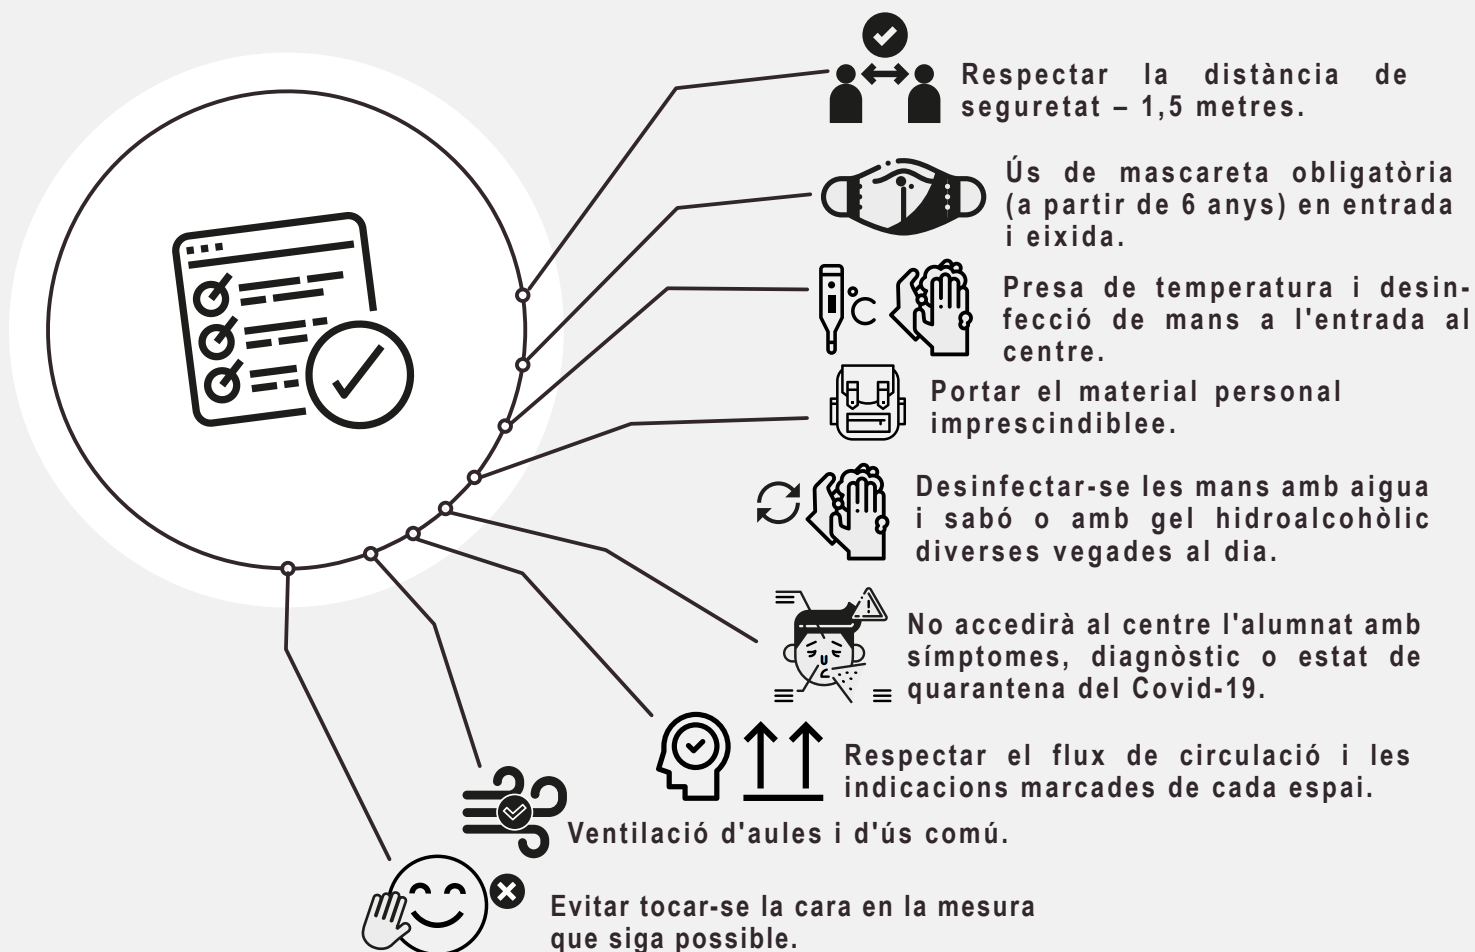 Respectar la distància de
seguretat – 1,5 metres.
Ús de mascareta obligatòria
(a partir de 6 anys) en entrada
i eixida.
°C
Presa de temperatura i desin-
fecció de mans a l'entrada al
centre.
Portar el material personal
imprescindiblee.
Desinfectar-se les mans amb aigua
i sabó o amb gel hidroalcohòlic
diverses vegades al dia.
No accedirà al centre l'alumnat amb
símptomes, diagnòstic o estat de
quarantena del Covid-19.
Respectar el flux de circulació i les
indicacions marcades de cada espai.
Ventilació d'aules i d'ús comú.
Evitar tocar-se la cara en la mesura
que siga possible.